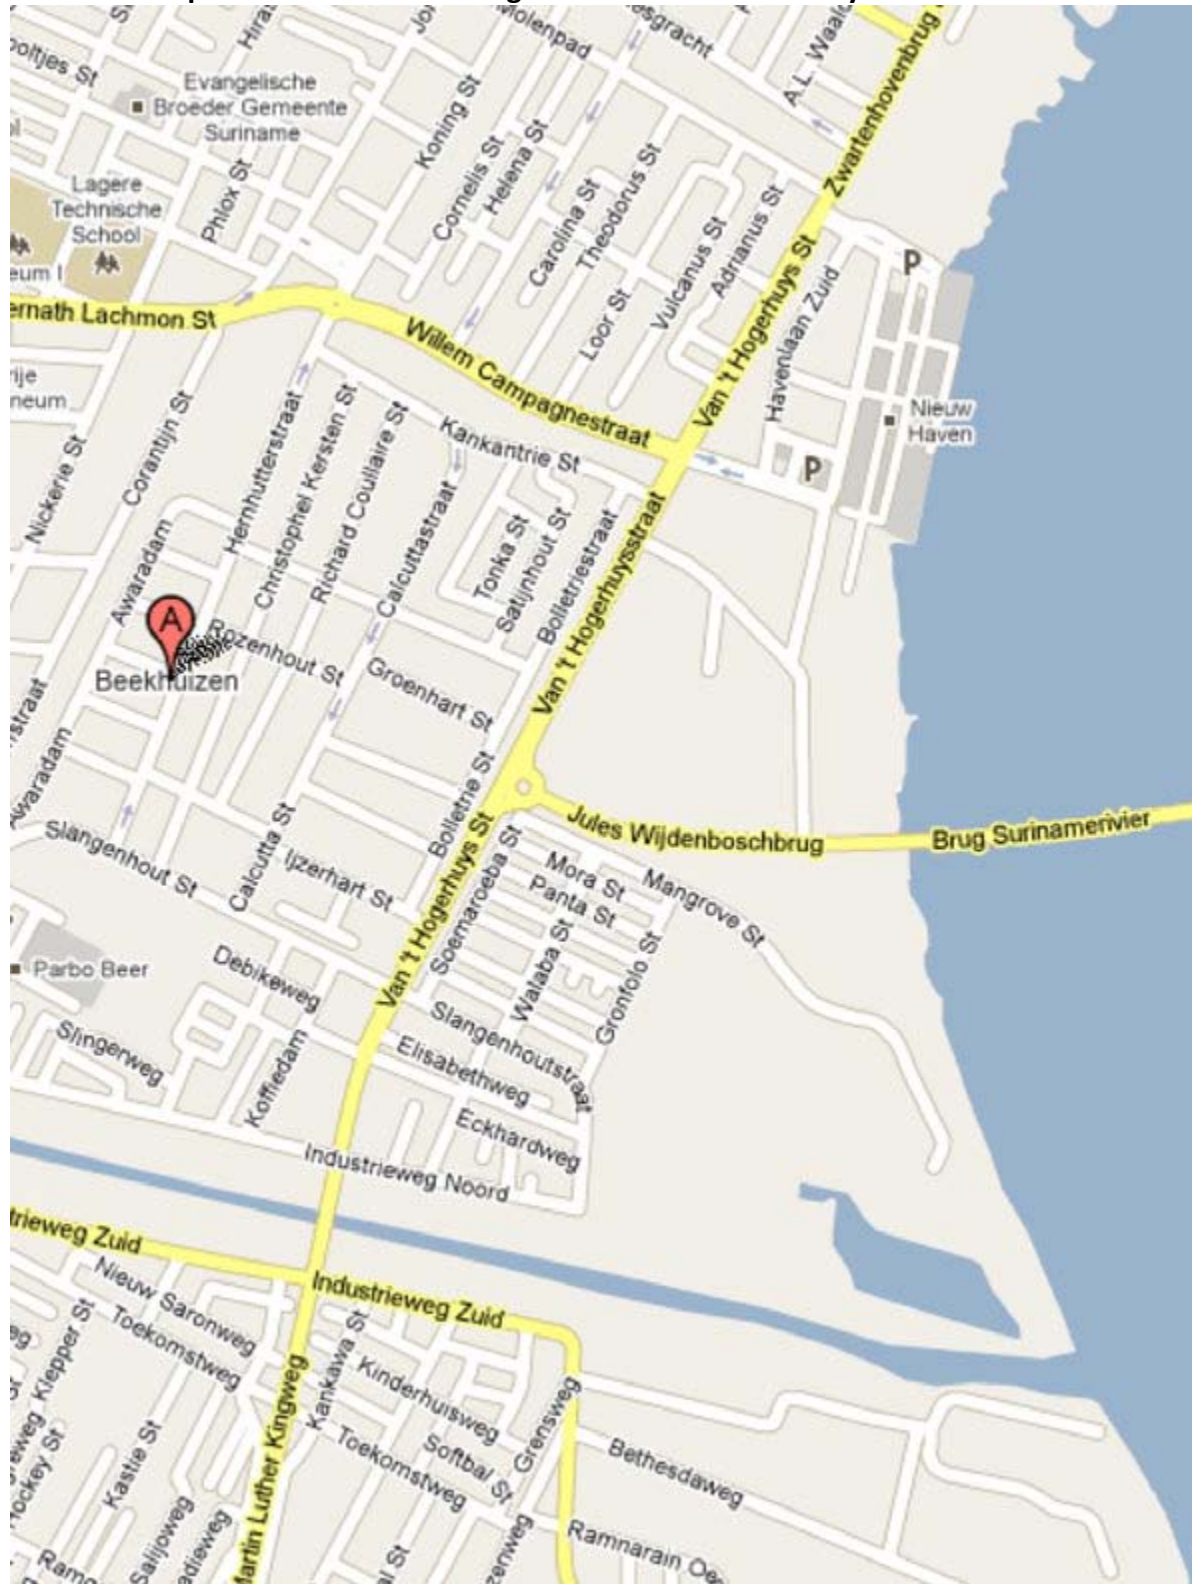 Molenpad
Koning St
A.L.
Zwartenhovenbrug
Evangelische
Broeder Gemeente
Suriname
Cornelis St
Helena St
Lagere
Technische
School
Phlox St
Carolina St
Theodorus St
Vulcanus St
Adrianus St
Van 't Hogerhuys St
Havenlaan Zuid
P
Lachmon St
Willem Campagnestraat
Loor St
Nieuw
Haven
Nickerie St
Corantijn St
Hernhutterstraat
Christophel Kersten St
Richard Coullaire St
Kankantrie St
P
Calcuttastraat
Awaradam
Tonka St
Satijnhout St
Bolletriestraat
Van 't Hogerhuysstraat
A
Rozenhout St
Beekhuizen
Groenhart St
Awaradam
Bolletrie St
Jules Wijdenboschbrug
Brug Surinamerivier
Slangenhout St
Calcutta St
Ijzerhart St
Van 't Hogerhuys St
Soemaroeba St
Mora St
Panta St
Mangrove St
Walaba St
Gronfolo St
Parbo Beer
Debikeweg
Slangenhoutstraat
Slingerweg
Koffiedam
Elisabethweg
Eckhardweg
Industrieweg Noord
Zuid
Industrieweg Zuid
Nieuw Saronweg
Toekomstweg
Klepper St
Kankawa St
Kinderhuisweg
Grensweg
Martin Luther Kingweg
Toekomstweg
Softbal St
Bethesdaweg
Kastie St
Salijoweg
Ramnarain